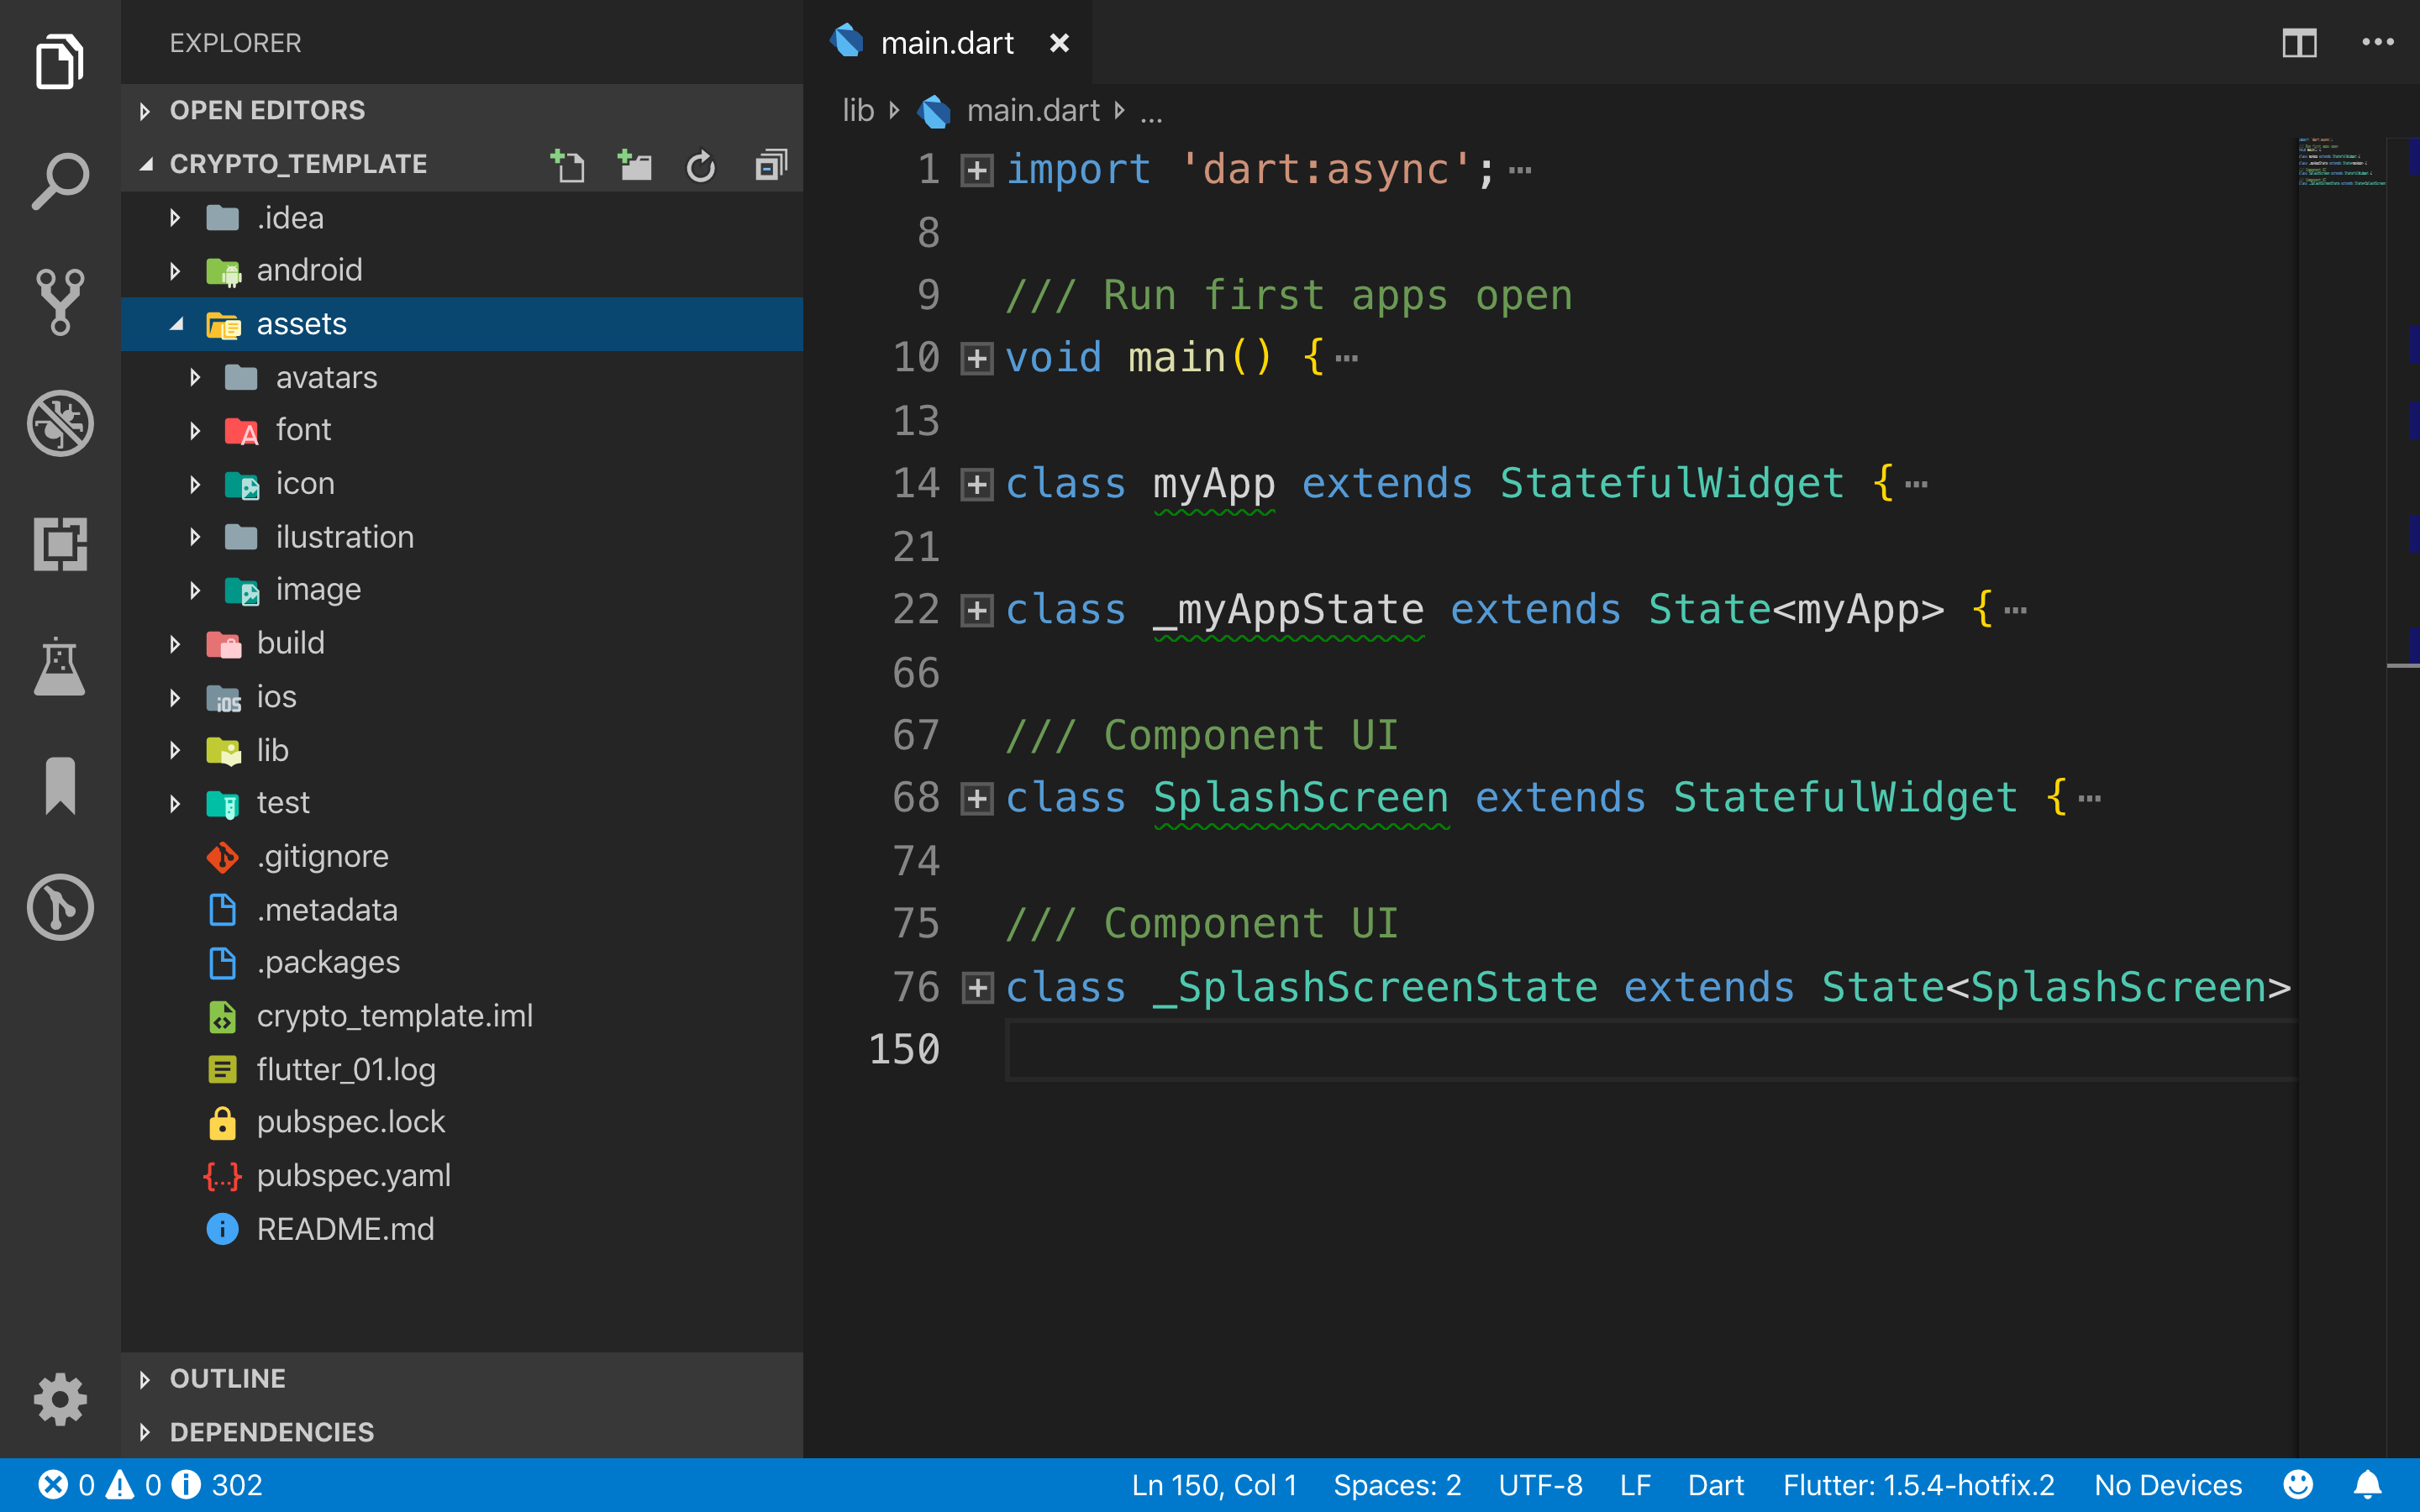 EXPLORER
OPEN EDITORS
CRYPTO_TEMPLATE
.idea
android
assets
avatars
font
icon
ilustration
image
build
ios
lib
test
.gitignore
.metadata
.packages
crypto_template.iml
flutter_01.log
pubspec.lock
pubspec.yaml
README.md
OUTLINE
DEPENDENCIES
main.dart
lib main.dart ...
1 import 'dart:async';
8
9 /// Run first apps open
10 void main() {
13
14 class myApp extends StatefulWidget {
21
22 class _myAppState extends State<myApp> {
66
67 /// Component UI
68 class SplashScreen extends StatefulWidget {
74
75 /// Component UI
76 class _SplashScreenState extends State<SplashScreen>
150
0 0 302 Ln 150, Col 1 Spaces: 2 UTF-8 LF Dart Flutter: 1.5.4-hotfix.2 No Devices